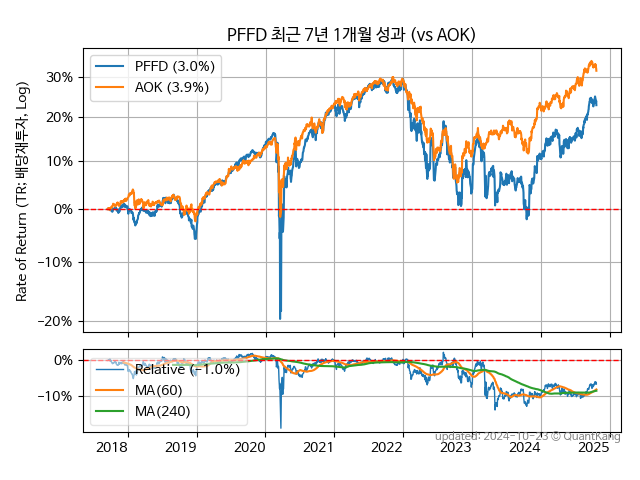 PFFD 최근 7년 1개월 성과 (vs AOK)
Rate of Return (TR: 배당재투자, Log)
PFFD (3.0%)
AOK (3.9%)
30%
20%
10%
0%
−10%
−20%
0%
−10%
Relative (−1.0%)
MA(60)
MA(240)
updated: 2024-10-23 © QuantKang
2018 2019 2020 2021 2022 2023 2024 2025